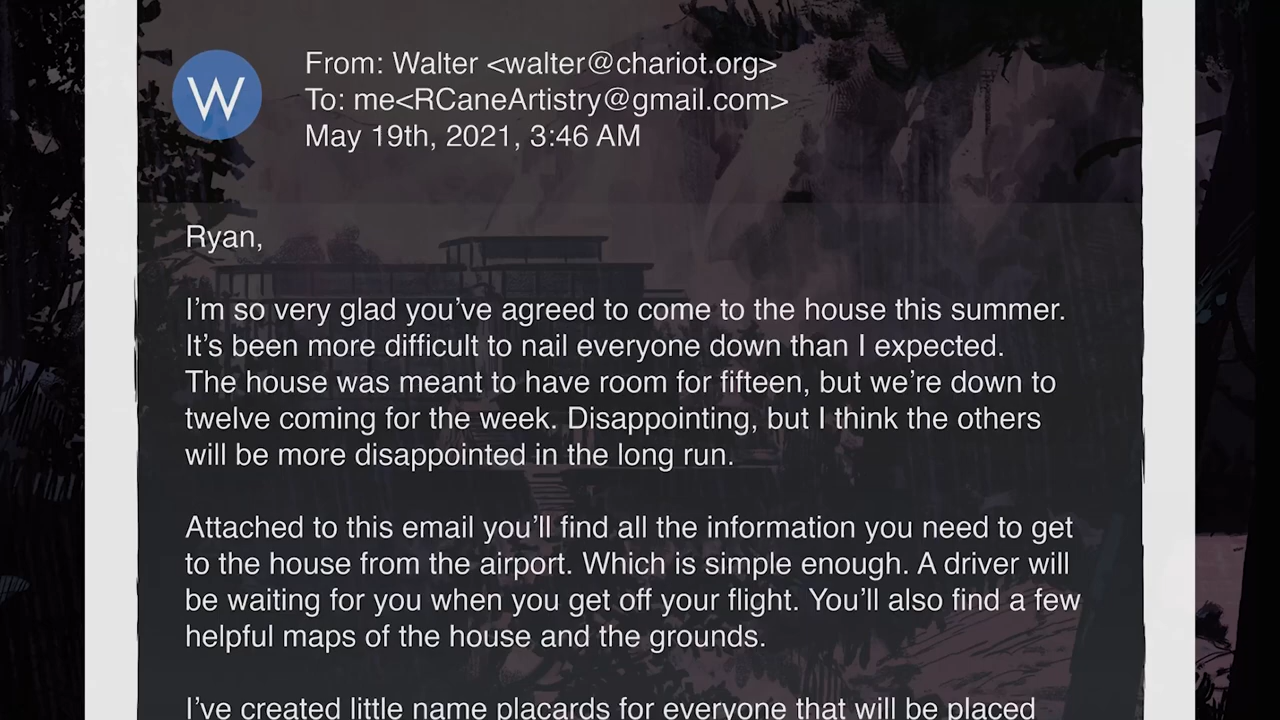 W
From: Walter <walter@chariot.org>
To: me<RCaneArtistry@gmail.com>
May 19th, 2021, 3:46 AM
Ryan,
I'm so very glad you've agreed to come to the house this summer.
It's been more difficult to nail everyone down than I expected.
The house was meant to have room for fifteen, but we're down to
twelve coming for the week. Disappointing, but I think the others
will be more disappointed in the long run.
Attached to this email you'll find all the information you need to get
to the house from the airport. Which is simple enough. A driver will
be waiting for you when you get off your flight. You'll also find a few
helpful maps of the house and the grounds.
I've created little name placards for everyone that will be placed